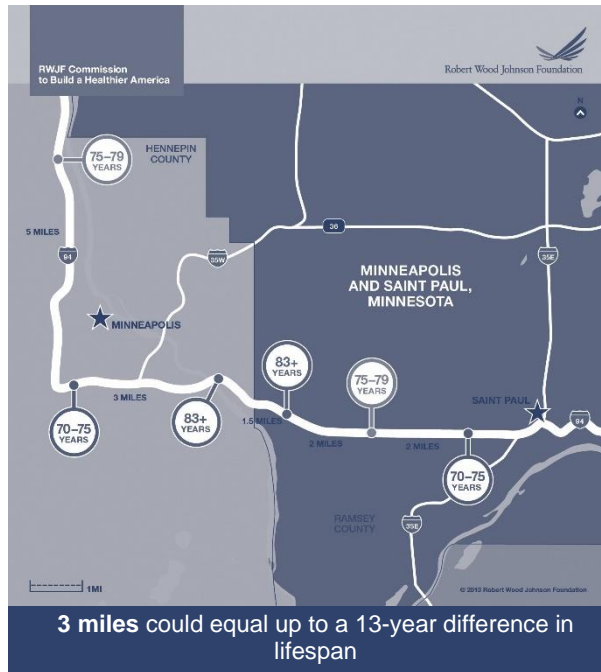 RWJF Commission
to Build a Healthier America
Robert Wood Johnson Foundation
N
75–79
YEARS
HENNEPIN
COUNTY
5 MILES
94
35W
36
35E
MINNEAPOLIS
AND SAINT PAUL,
MINNESOTA
MINNEAPOLIS
3 MILES
70–75
YEARS
83+
YEARS
83+
YEARS
1.5 MILES
75–79
YEARS
2 MILES
2 MILES
70–75
YEARS
SAINT PAUL
94
RAMSEY
COUNTY
35E
1MI
© 2013 Robert Wood Johnson Foundation
3 miles could equal up to a 13-year difference in
lifespan